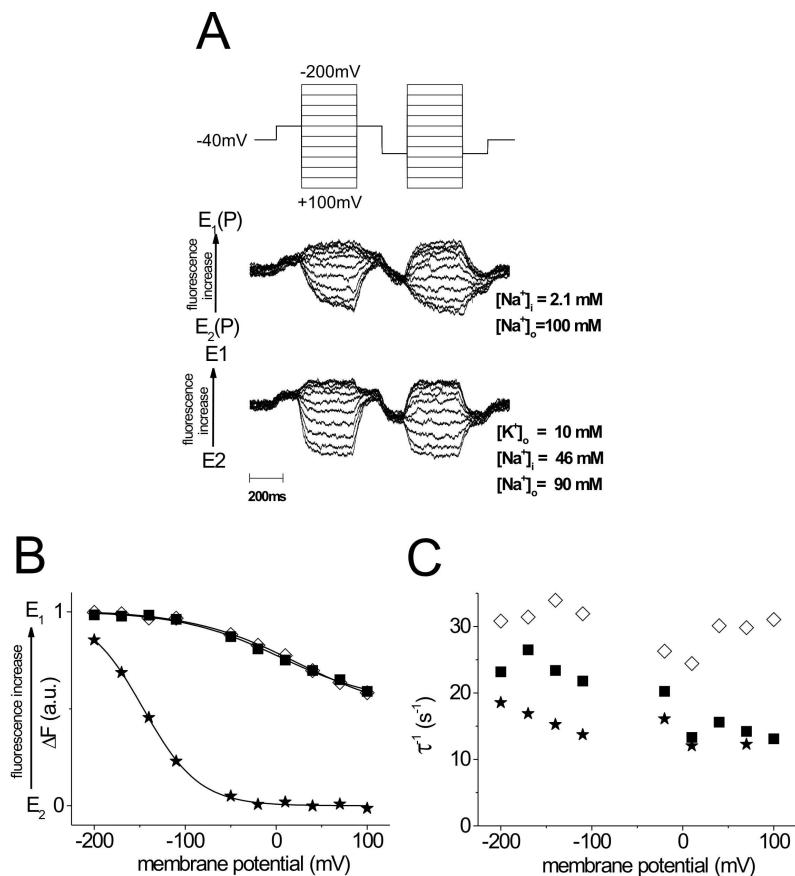 A
-200mV
-40mV
+100mV
E1(P)
fluorescence
increase
E2(P)
[Na+]i = 2.1 mM
[Na+]o=100 mM
E1
fluorescence
increase
E2
[K+]o = 10 mM
[Na+]i = 46 mM
[Na+]o = 90 mM
200ms
B
E1
1
fluorescence increase
ΔF (a.u.)
E2
0
-200
-100
0
100
membrane potential (mV)
C
30
20
10
0
τ-1 (s-1)
-200
-100
0
100
membrane potential (mV)